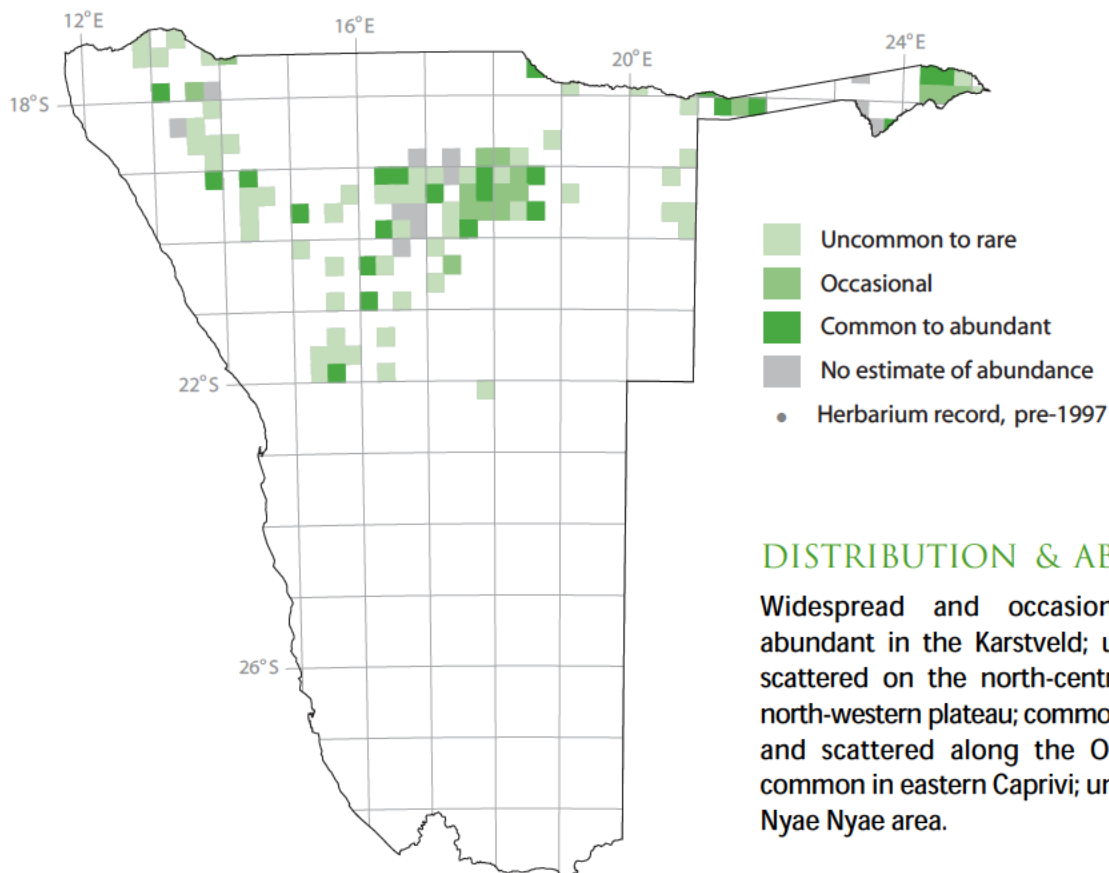 12°E
16°E
20°E
24°E
18°S
22°S
26°S
Uncommon to rare
Occasional
Common to abundant
No estimate of abundance
Herbarium record, pre-1997
DISTRIBUTION & AB
Widespread and occasion
abundant in the Karstveld; u
scattered on the north-centr
north-western plateau; commo
and scattered along the O
common in eastern Caprivi; un
Nyae Nyae area.